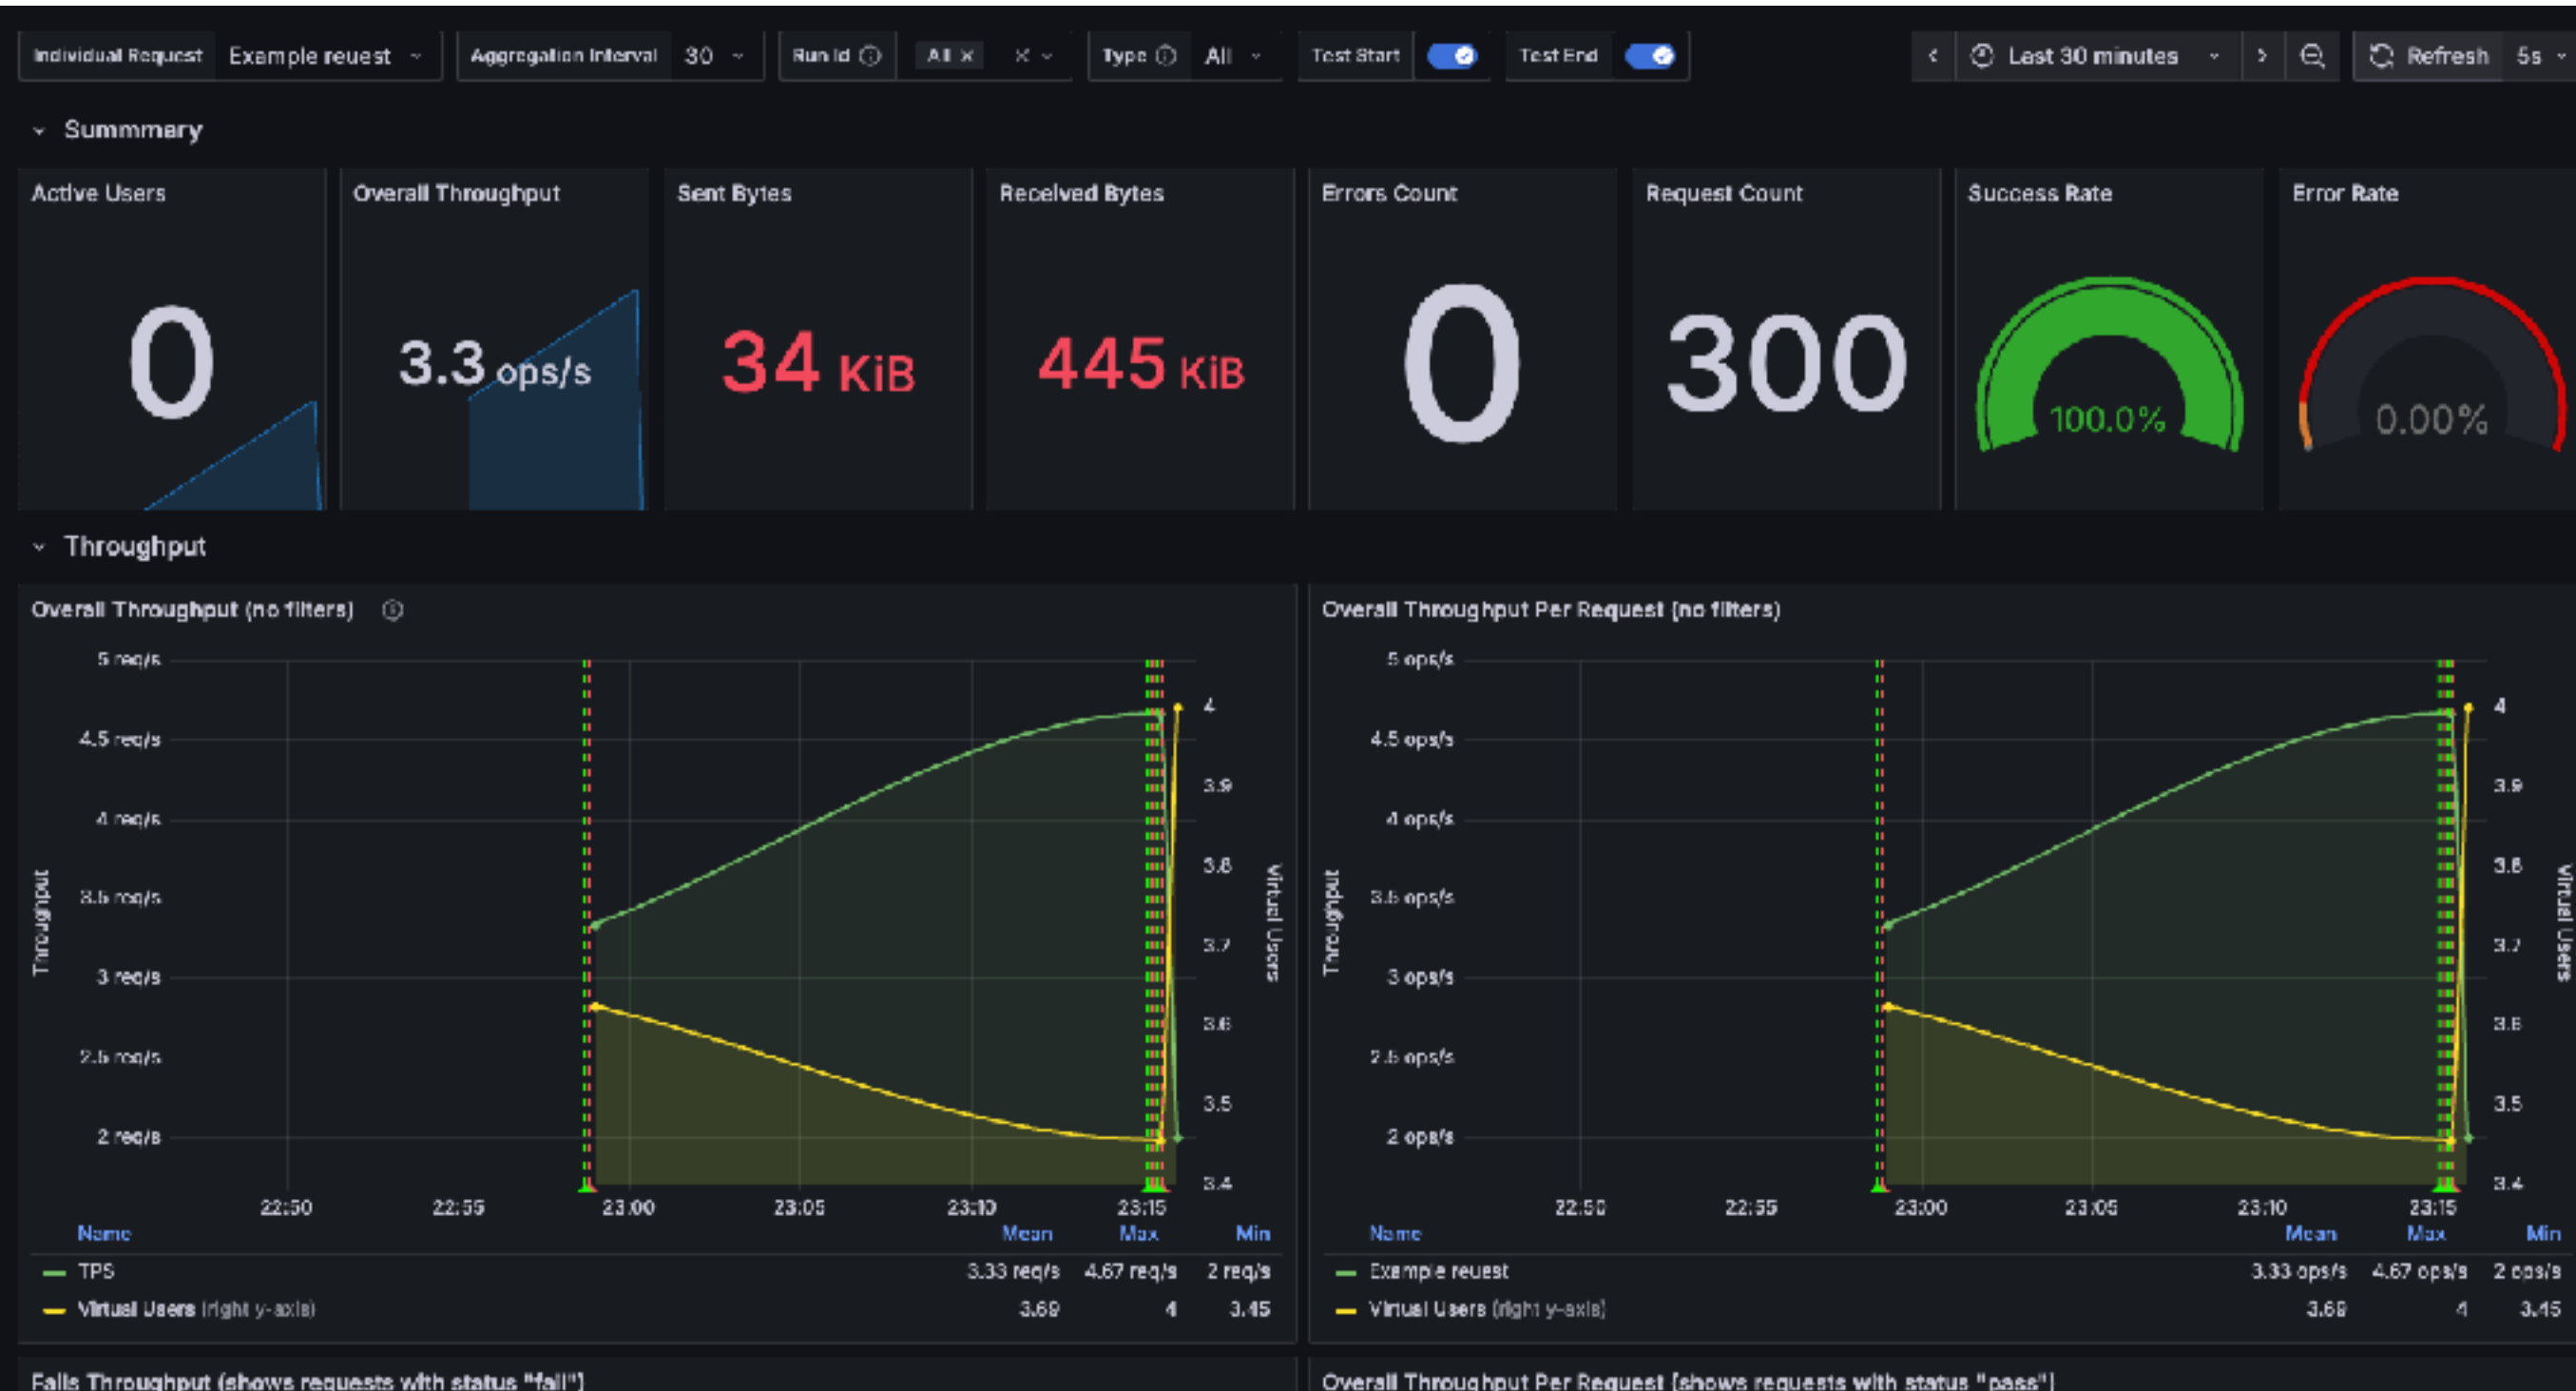 Individual Request Example reuest Aggregation Interval 30 Run Id All Type All Test Start Test End Last 30 minutes Refresh 5s
Summmary
Active Users Overall Throughput Sent Bytes Received Bytes Errors Count Request Count Success Rate Error Rate
0 3.3 ops/s 34 KiB 445 KiB 0 300 100.0% 0.00%
Throughput
Overall Throughput (no filters)
5 req/s
4.5 req/s
4 req/s
3.5 req/s
3 req/s
2.5 req/s
2 req/s
Throughput
4
3.9
3.8
3.7
3.6
3.5
3.4
Virtual Users
22:50 22:55 23:00 23:05 23:10 23:15
Name Mean Max Min
TPS 3.33 req/s 4.67 req/s 2 req/s
Virtual Users (right y-axis) 3.69 4 3.45
Overall Throughput Per Request (no filters)
5 ops/s
4.5 ops/s
4 ops/s
3.5 ops/s
3 ops/s
2.5 ops/s
2 ops/s
Throughput
4
3.9
3.8
3.7
3.6
3.5
3.4
Virtual Users
22:50 22:55 23:00 23:05 23:10 23:15
Name Mean Max Min
Example reuest 3.33 ops/s 4.67 ops/s 2 ops/s
Virtual Users (right y-axis) 3.69 4 3.45
Fails Throughput (shows requests with status "fail")
Overall Throughput Per Request [shows requests with status "pass"]